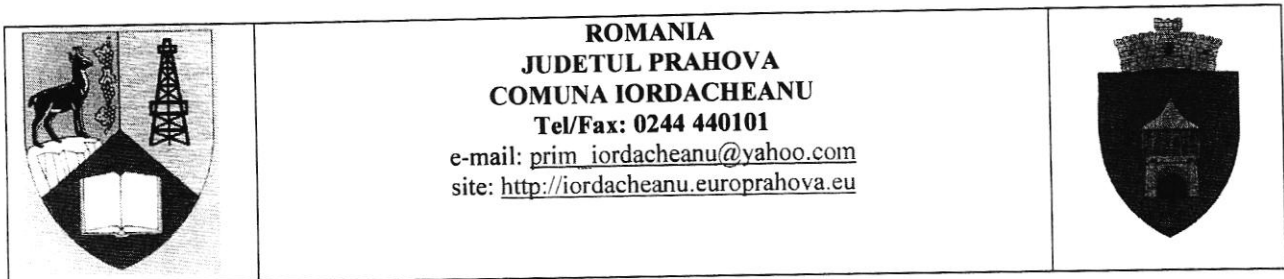 ROMANIA
JUDETUL PRAHOVA
COMUNA IORDACHEANU
Tel/Fax: 0244 440101
e-mail: prim_iordacheanu@yahoo.com
site: http://iordacheanu.europrahova.eu